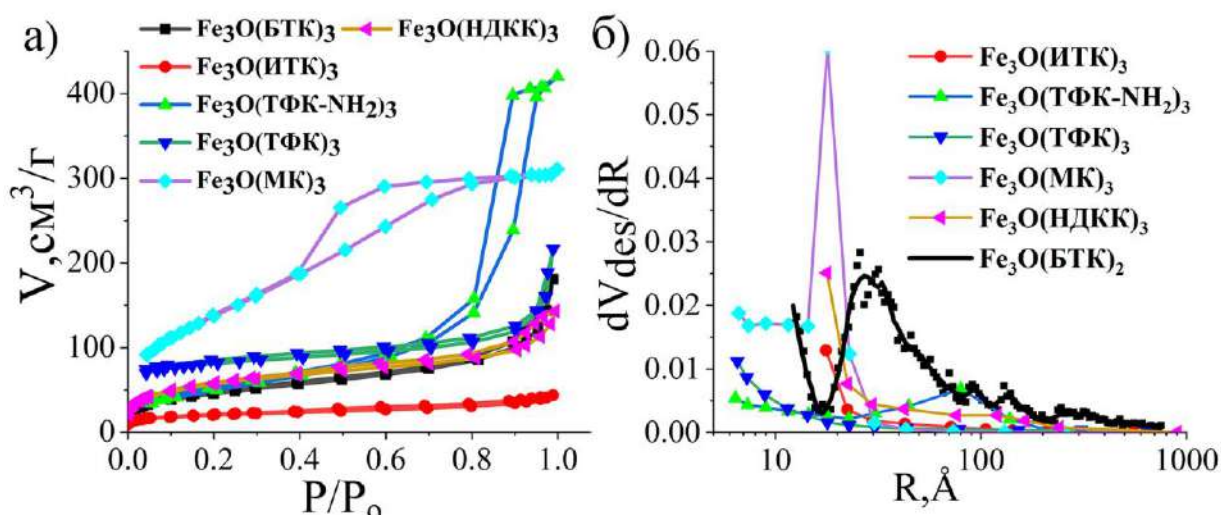 а)
Fe₃O(БТК)₃ Fe₃O(НДКК)₃
Fe₃O(ИТК)₃
Fe₃O(ТФК-NH₂)₃
Fe₃O(ТФК)₃
Fe₃O(МК)₃
400
300
200
100
0
V,см³/г
0.0 0.2 0.4 0.6 0.8 1.0
P/Pₒ
б)
0.06
0.05
0.04
0.03
0.02
0.01
0.00
dVdes/dR
Fe₃O(ИТК)₃
Fe₃O(ТФК-NH₂)₃
Fe₃O(ТФК)₃
Fe₃O(МК)₃
Fe₃O(НДКК)₃
Fe₃O(БТК)₂
10 100 1000
R,Å